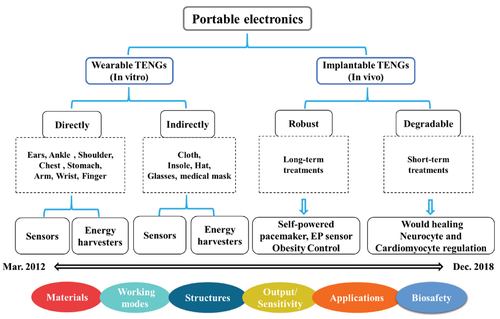 Portable electronics
Wearable TENGs
(In vitro)
Implantable TENGs
(In vivo)
Directly
Indirectly
Robust
Degradable
Ears, Ankle , Shoulder,
Chest , Stomach,
Arm, Wrist, Finger
Cloth,
Insole, Hat,
Glasses, medical mask
Long-term
treatments
Short-term
treatments
Sensors
Energy
harvesters
Sensors
Energy
harvesters
Self-powered
pacemaker, EP sensor
Obesity Control
Would healing
Neurocyte and
Cardiomyocyte regulation
Mar. 2012
Dec. 2018
Materials
Working
modes
Structures
Output/
Sensitivity
Applications
Biosafety